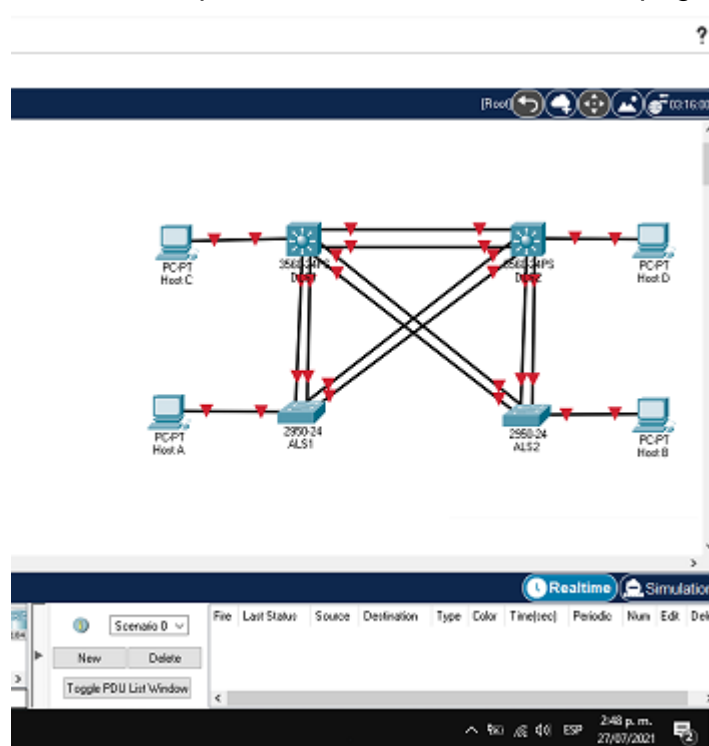 ?
[Root]
03:16:00
PC-PT
Host C
PC-PT
Host D
PC-PT
Host A
2950-24
ALS1
2950-24
ALS2
PC-PT
Host B
Realtime
Simulation
Scenario 0
New
Delete
Toggle PDU List Window
Fire Last Status Source Destination Type Color Time(sec) Periodic Num Edit Del
ESP
2:48 p. m.
27/07/2021
2